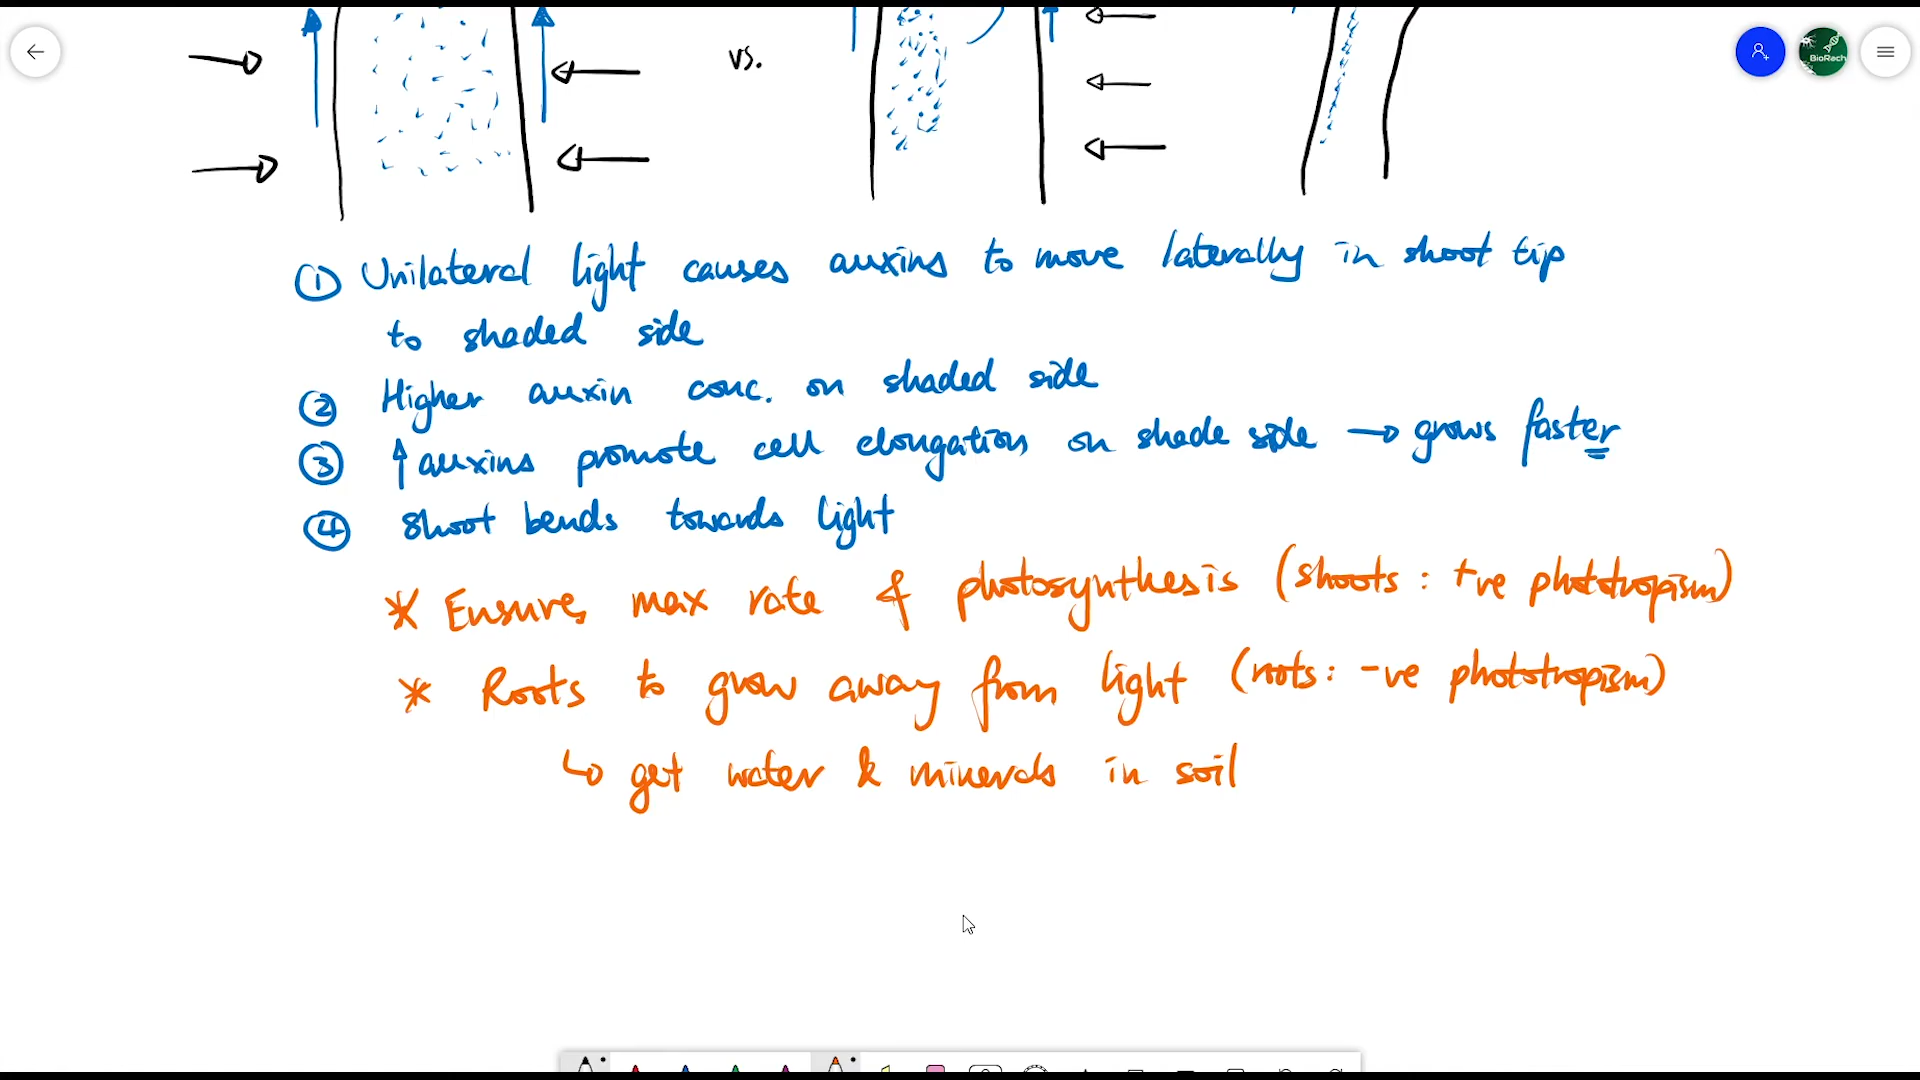 BioRach
vs.
① Unilateral light causes auxins to move laterally in shoot tip
to shaded side
② Higher auxin conc. on shaded side
③ ↑ auxins promote cell elongation on shade side → grows faster
④ shoot bends towards light
* Ensure max rate of photosynthesis (shoots : +ve phototropism)
* Roots to grow away from light (roots : -ve phototropism)
↳ get water & minerals in soil